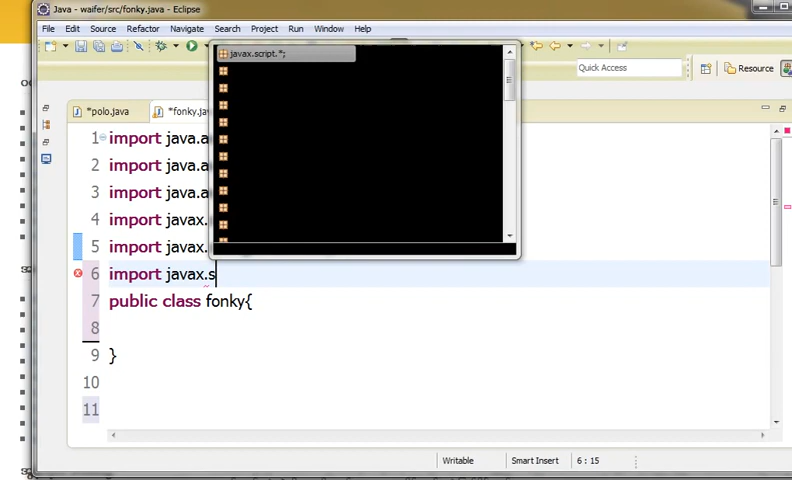 Java - waifer/src/fonky.java - Eclipse
File Edit Source Refactor Navigate Search Project Run Window Help
javax.script.*;
Quick Access
Resource
*polo.java
*fonky.jav
1 import java.a
2 import java.a
3 import java.a
4 import javax.
5 import javax.
6 import javax.s
7 public class fonky{
8
9 }
10
11
Writable Smart Insert 6 : 15